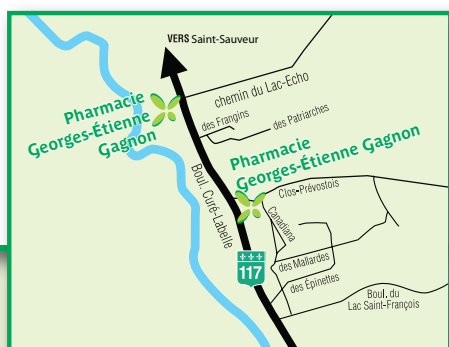 VERS Saint-Sauveur
chemin du Lac-Echo
Pharmacie
Georges-Étienne
Gagnon
des Frangins
des Patriarches
Pharmacie
Georges-Étienne Gagnon
Boul. Curé-Labelle
Clos-Prévostois
Canadiana
117
des Mallardes
des Épinettes
Boul. du
Lac Saint-François